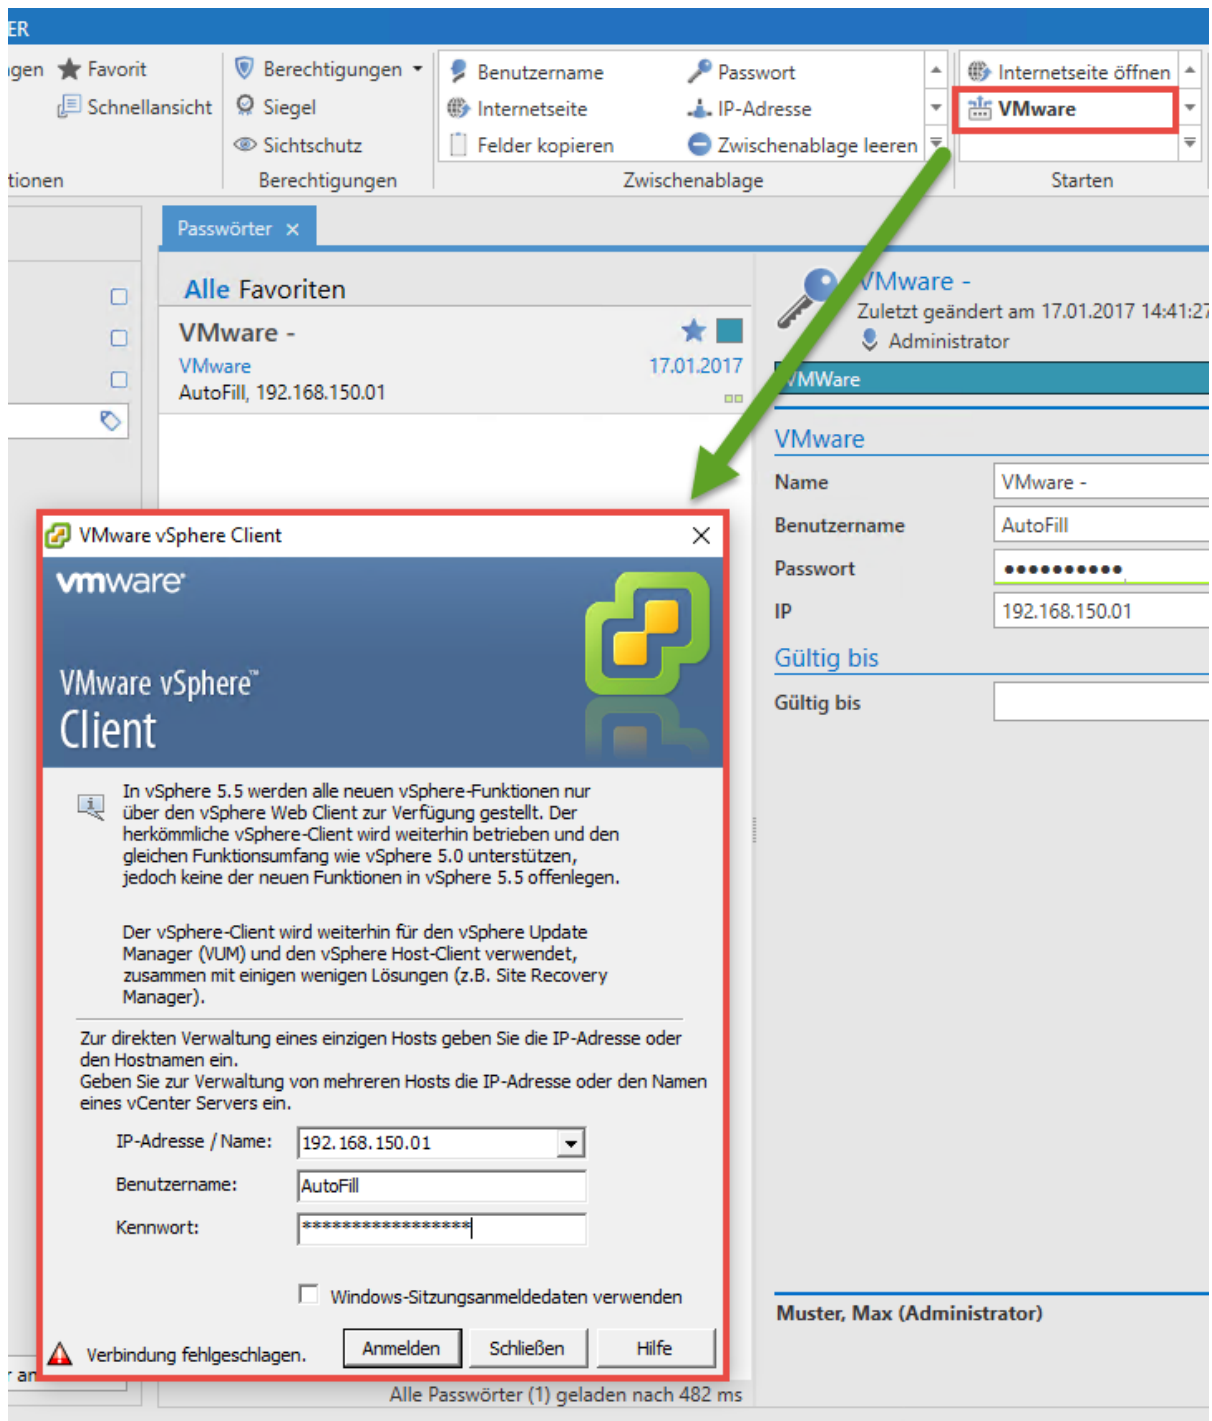 ER
gen Favorit
Schnellansicht
tionen
Berechtigungen
Siegel
Sichtschutz
Berechtigungen
Benutzername Passwort
Internetseite IP-Adresse
Felder kopieren Zwischenablage leeren
Zwischenablage
Internetseite öffnen
VMware
Starten
Passwörter ×
Alle Favoriten
VMware -
VMware 17.01.2017
AutoFill, 192.168.150.01
VMware -
Zuletzt geändert am 17.01.2017 14:41:27
Administrator
VMWare
VMware
Name VMware -
Benutzername AutoFill
Passwort ●●●●●●●●●●
IP 192.168.150.01
Gültig bis
Gültig bis
VMware vSphere Client
vmware
VMware vSphere™
Client
In vSphere 5.5 werden alle neuen vSphere-Funktionen nur
über den vSphere Web Client zur Verfügung gestellt. Der
herkömmliche vSphere-Client wird weiterhin betrieben und den
gleichen Funktionsumfang wie vSphere 5.0 unterstützen,
jedoch keine der neuen Funktionen in vSphere 5.5 offenlegen.
Der vSphere-Client wird weiterhin für den vSphere Update
Manager (VUM) und den vSphere Host-Client verwendet,
zusammen mit einigen wenigen Lösungen (z.B. Site Recovery
Manager).
Zur direkten Verwaltung eines einzigen Hosts geben Sie die IP-Adresse oder
den Hostnamen ein.
Geben Sie zur Verwaltung von mehreren Hosts die IP-Adresse oder den Namen
eines vCenter Servers ein.
IP-Adresse / Name: 192.168.150.01
Benutzername: AutoFill
Kennwort: *****************
Windows-Sitzungsanmeldedaten verwenden
Verbindung fehlgeschlagen. Anmelden Schließen Hilfe
r an
Muster, Max (Administrator)
Alle Passwörter (1) geladen nach 482 ms